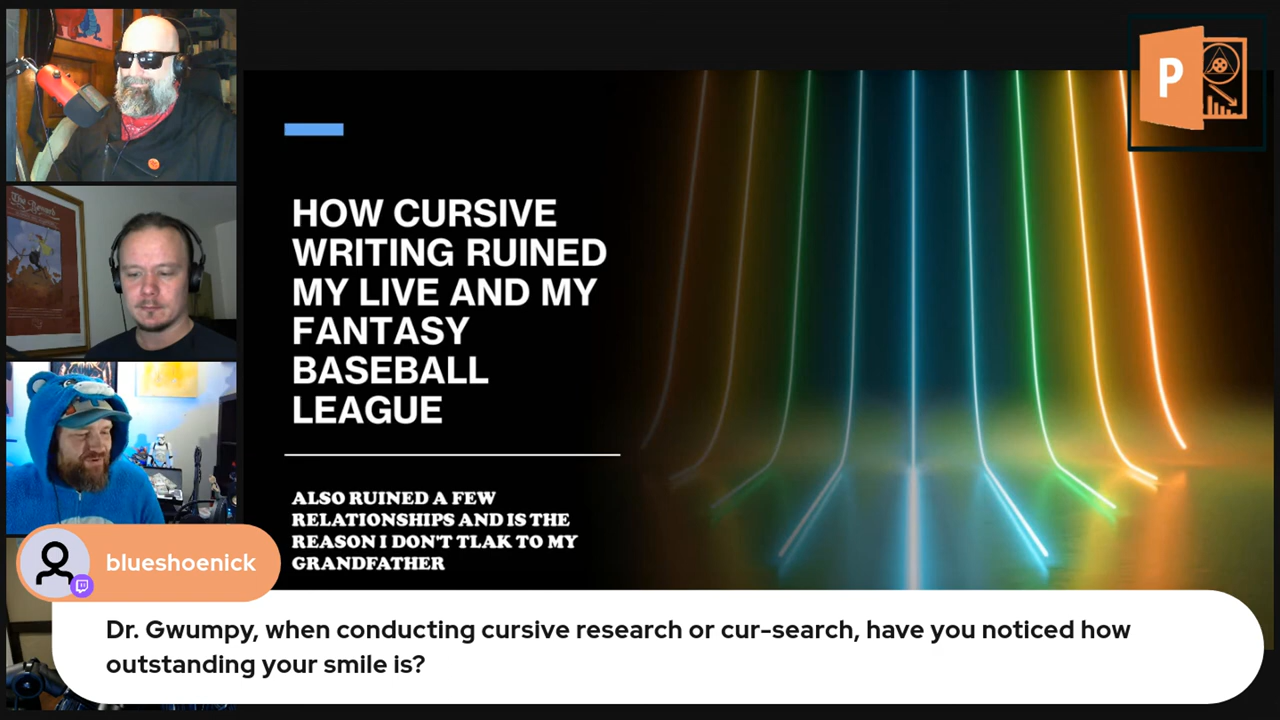 The Reverb
P
HOW CURSIVE
WRITING RUINED
MY LIVE AND MY
FANTASY
BASEBALL
LEAGUE
ALSO RUINED A FEW
RELATIONSHIPS AND IS THE
REASON I DON'T TLAK TO MY
GRANDFATHER
blueshoenick
Dr. Gwumpy, when conducting cursive research or cur-search, have you noticed how
outstanding your smile is?